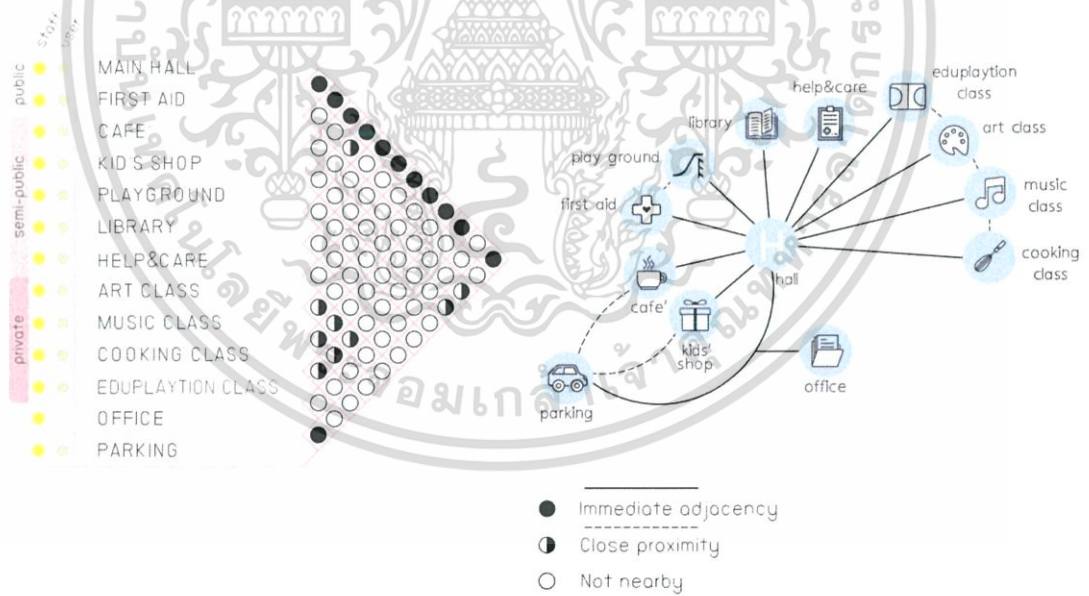 staff
user
public
semi-public
private
MAIN HALL
FIRST AID
CAFE
KID S SHOP
PLAYGROUND
LIBRARY
HELP&CARE
ART CLASS
MUSIC CLASS
COOKING CLASS
EDUPLAYTION CLASS
OFFICE
PARKING
eduplaytion
class
help&care
library
art class
play ground
first aid
music
class
cooking
class
hall
cafe'
kids'
shop
office
parking
Immediate adjacency
Close proximity
Not nearby